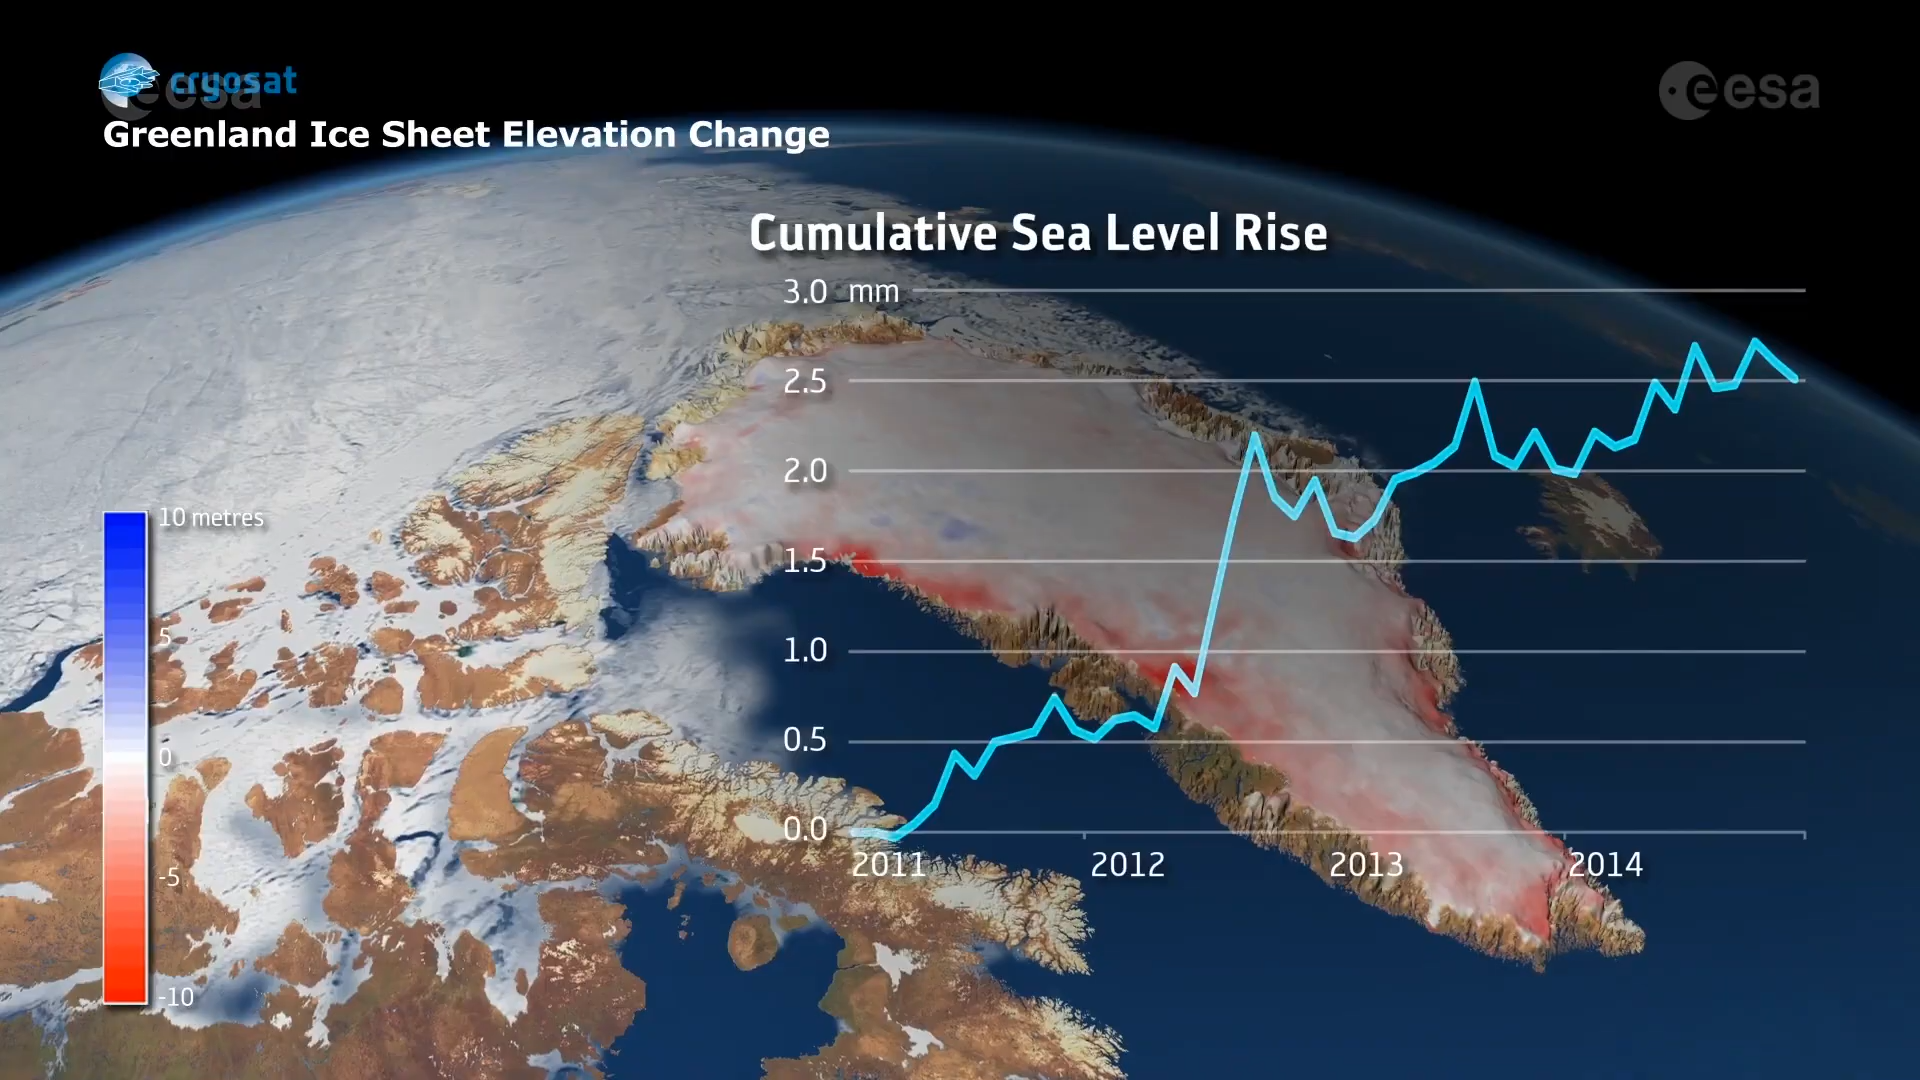 cryosat
esa
esa
Greenland Ice Sheet Elevation Change
Cumulative Sea Level Rise
3.0 mm
2.5
2.0
1.5
1.0
0.5
0.0
2011 2012 2013 2014
10 metres
5
0
-5
-10